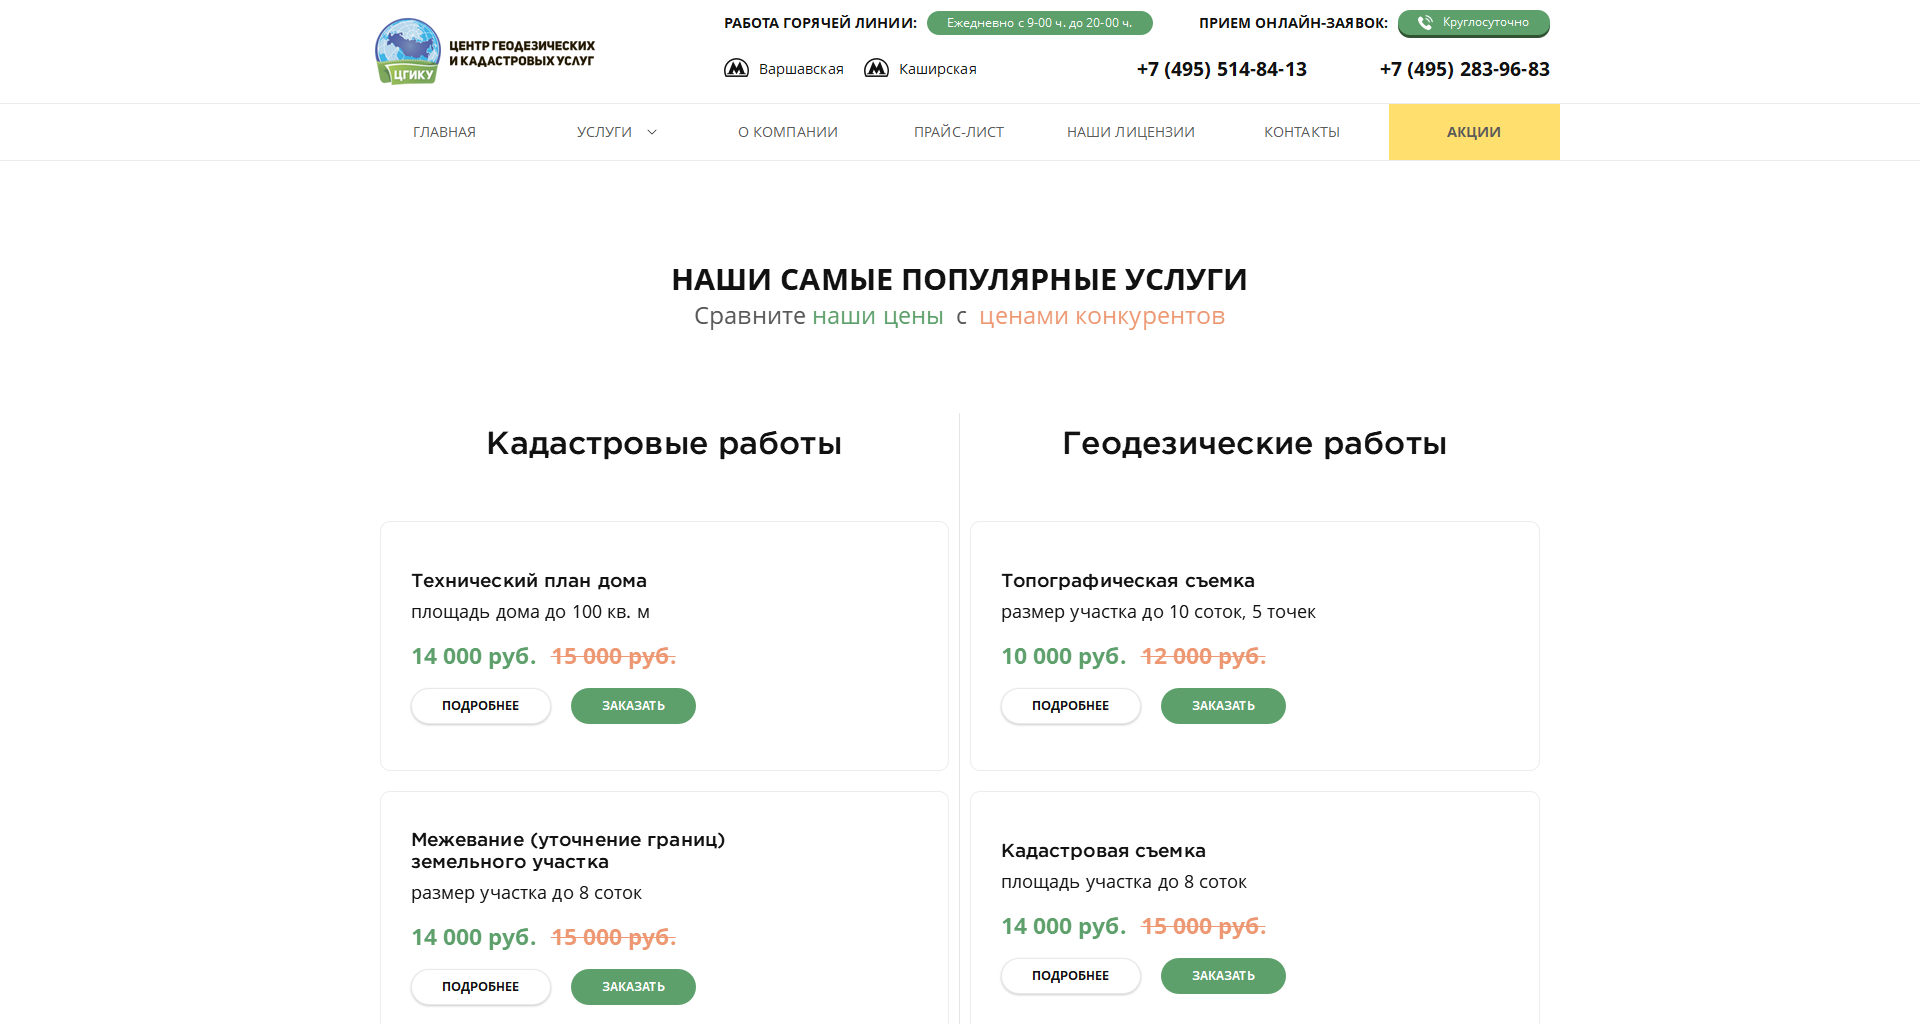 ЦГИКУ
ЦЕНТР ГЕОДЕЗИЧЕСКИХ
И КАДАСТРОВЫХ УСЛУГ
РАБОТА ГОРЯЧЕЙ ЛИНИИ: Ежедневно с 9-00 ч. до 20-00 ч.
ПРИЕМ ОНЛАЙН-ЗАЯВОК: Круглосуточно
Варшавская Каширская
+7 (495) 514-84-13 +7 (495) 283-96-83
ГЛАВНАЯ УСЛУГИ О КОМПАНИИ ПРАЙС-ЛИСТ НАШИ ЛИЦЕНЗИИ КОНТАКТЫ АКЦИИ
НАШИ САМЫЕ ПОПУЛЯРНЫЕ УСЛУГИ
Сравните наши цены с ценами конкурентов
Кадастровые работы
Технический план дома
площадь дома до 100 кв. м
14 000 руб. 15 000 руб.
ПОДРОБНЕЕ ЗАКАЗАТЬ
Межевание (уточнение границ)
земельного участка
размер участка до 8 соток
14 000 руб. 15 000 руб.
ПОДРОБНЕЕ ЗАКАЗАТЬ
Геодезические работы
Топографическая съемка
размер участка до 10 соток, 5 точек
10 000 руб. 12 000 руб.
ПОДРОБНЕЕ ЗАКАЗАТЬ
Кадастровая съемка
площадь участка до 8 соток
14 000 руб. 15 000 руб.
ПОДРОБНЕЕ ЗАКАЗАТЬ